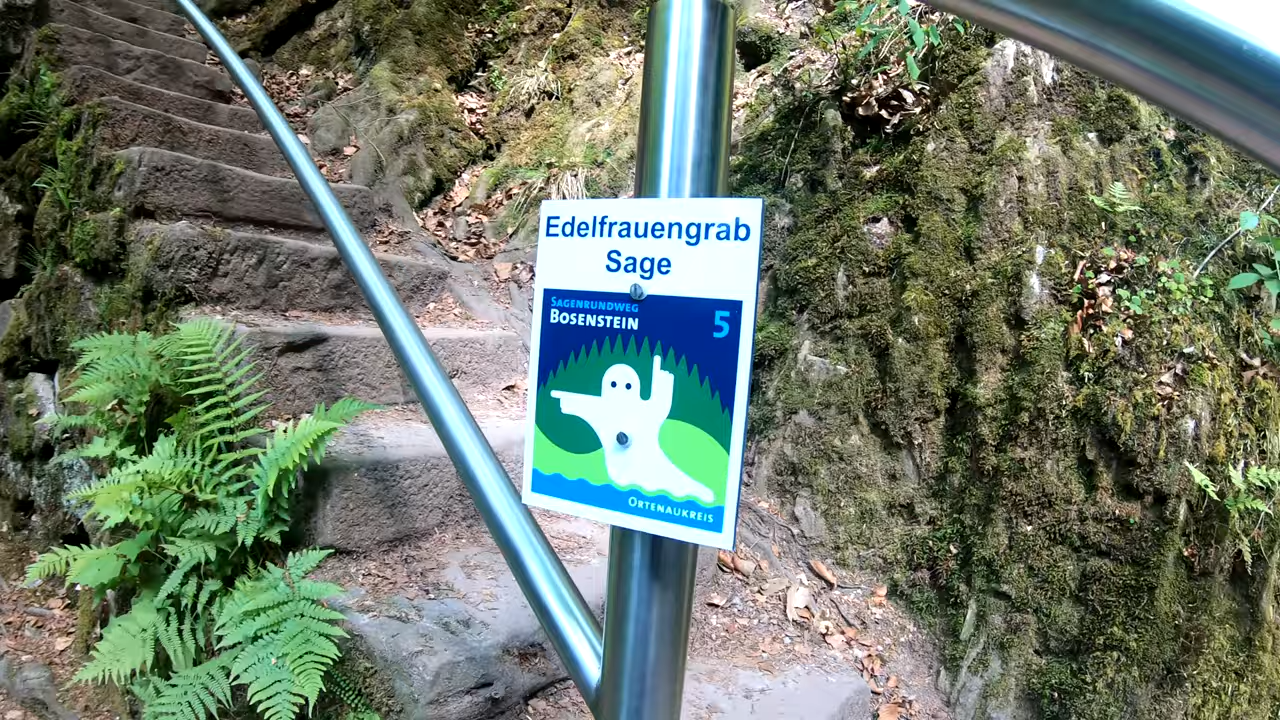 Edelfrauengrab
Sage
SAGENRUNDWEG
BOSENSTEIN
5
ORTENAUKREIS